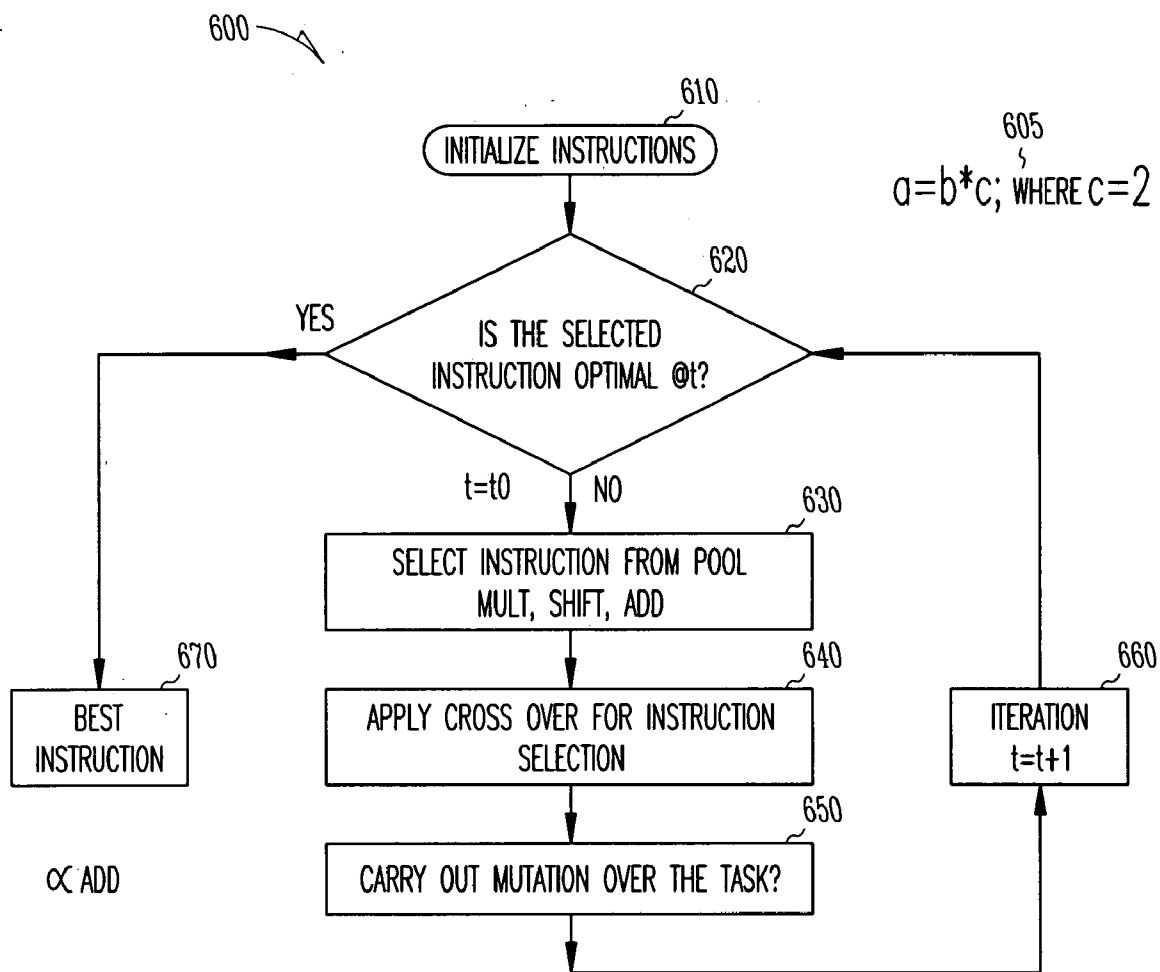 600
610
INITIALIZE INSTRUCTIONS
605
a=b*c; WHERE c=2
620
YES
IS THE SELECTED
INSTRUCTION OPTIMAL @t?
t=t0 NO
630
SELECT INSTRUCTION FROM POOL
MULT, SHIFT, ADD
670
BEST
INSTRUCTION
640
APPLY CROSS OVER FOR INSTRUCTION
SELECTION
660
ITERATION
t=t+1
650
CARRY OUT MUTATION OVER THE TASK?
∝ ADD